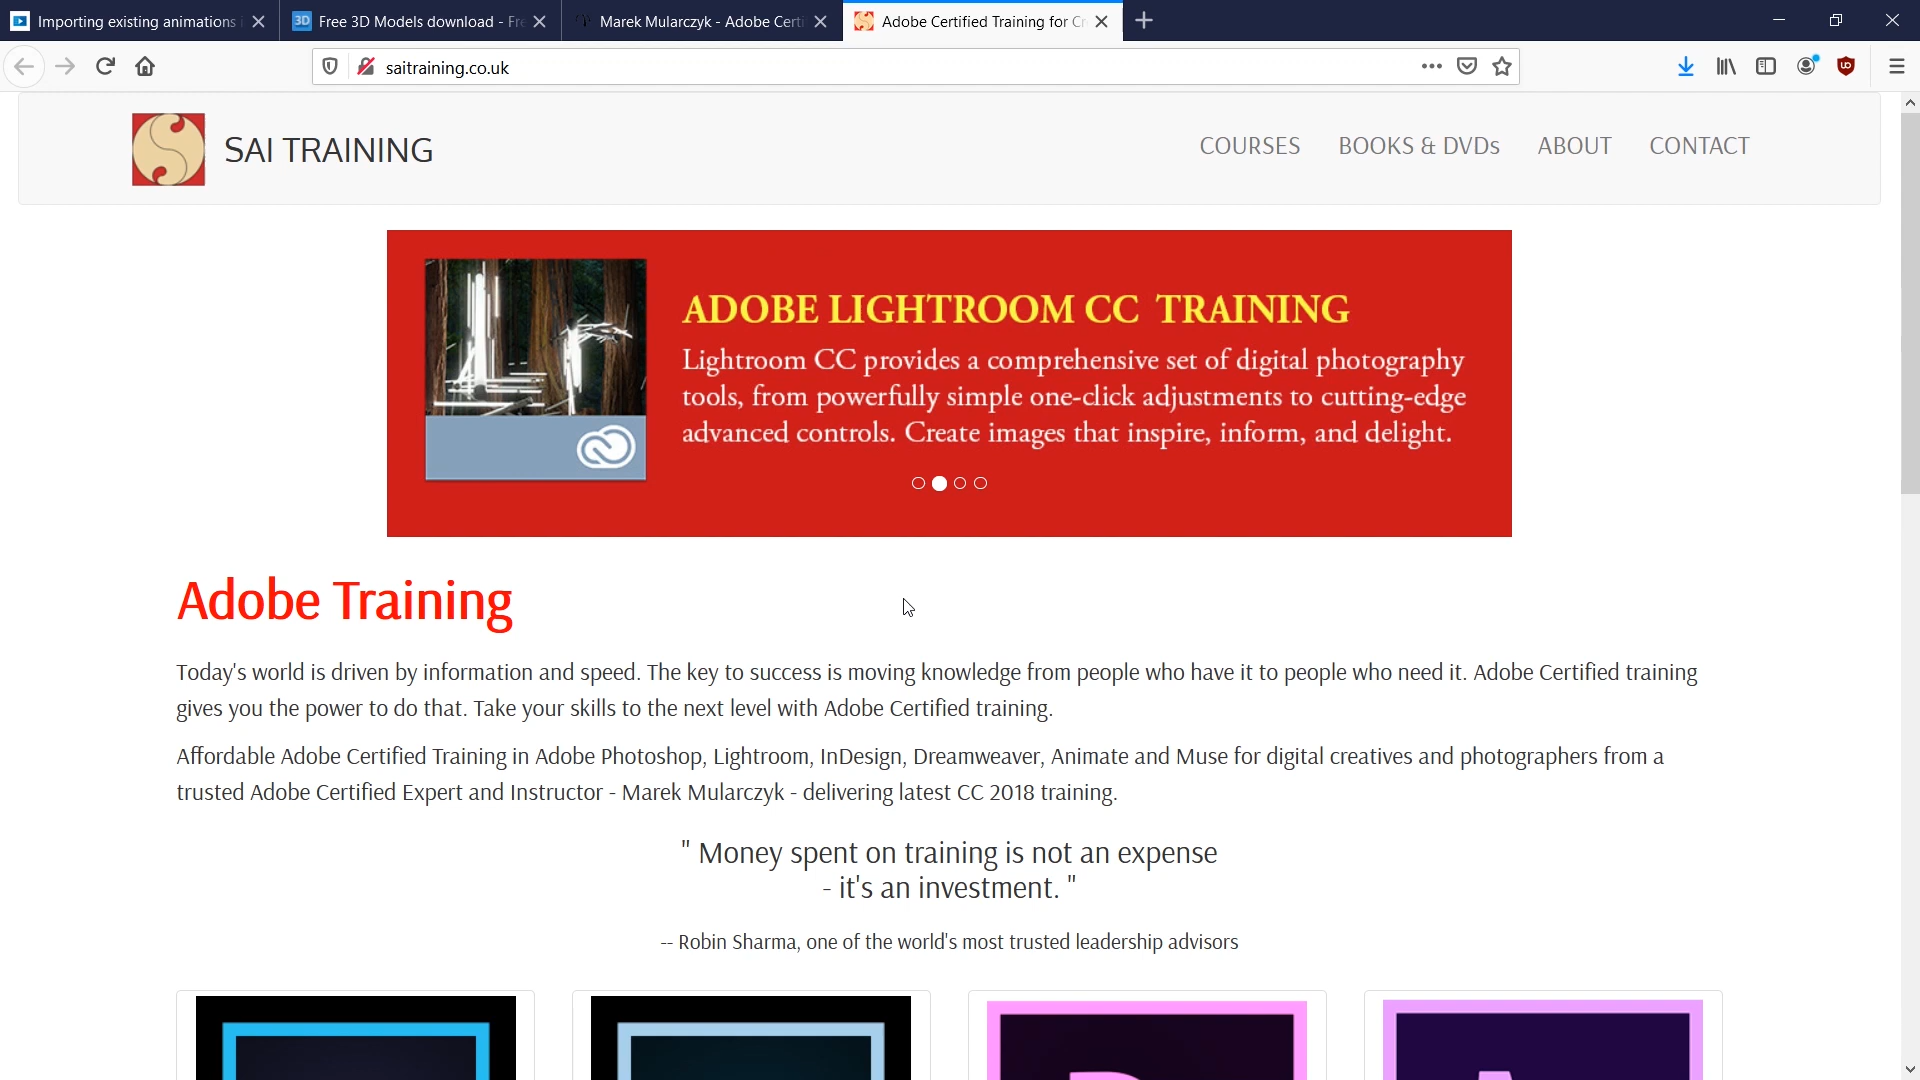 Importing existing animations
Free 3D Models download - Fre
Marek Mularczyk - Adobe Certi
Adobe Certified Training for Cr
saitraining.co.uk
SAI TRAINING
COURSES
BOOKS & DVDs
ABOUT
CONTACT
ADOBE LIGHTROOM CC TRAINING
Lightroom CC provides a comprehensive set of digital photography
tools, from powerfully simple one-click adjustments to cutting-edge
advanced controls. Create images that inspire, inform, and delight.
Adobe Training
Today's world is driven by information and speed. The key to success is moving knowledge from people who have it to people who need it. Adobe Certified training
gives you the power to do that. Take your skills to the next level with Adobe Certified training.
Affordable Adobe Certified Training in Adobe Photoshop, Lightroom, InDesign, Dreamweaver, Animate and Muse for digital creatives and photographers from a
trusted Adobe Certified Expert and Instructor - Marek Mularczyk - delivering latest CC 2018 training.
" Money spent on training is not an expense
- it's an investment. "
-- Robin Sharma, one of the world's most trusted leadership advisors